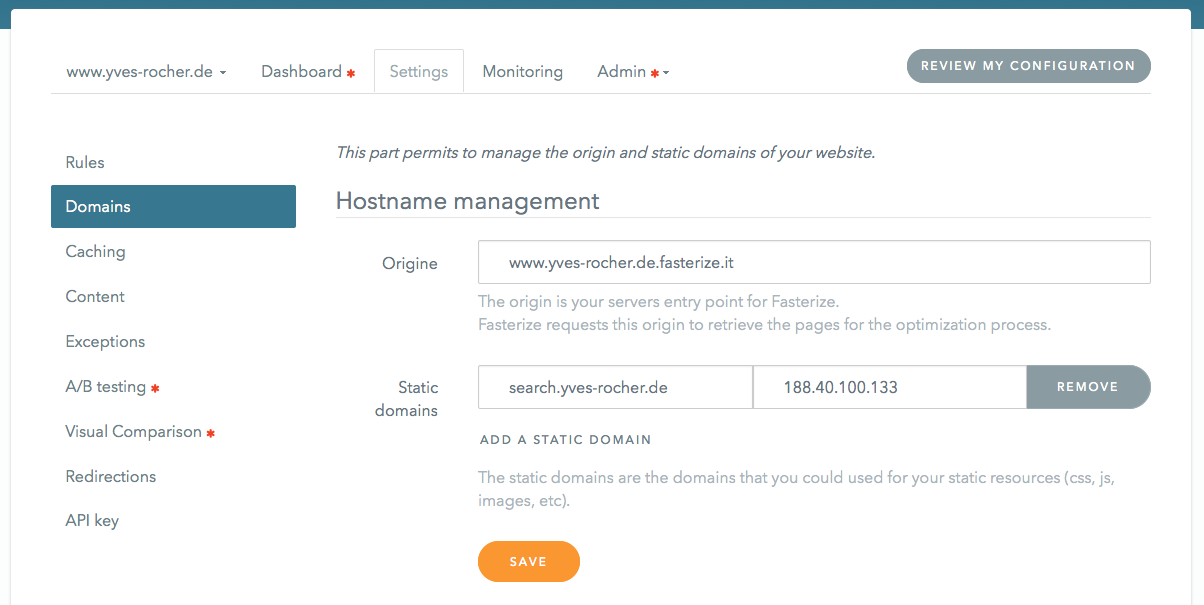 www.yves-rocher.de
Dashboard *
Settings
Monitoring
Admin *
REVIEW MY CONFIGURATION
Rules
Domains
Caching
Content
Exceptions
A/B testing *
Visual Comparison *
Redirections
API key
This part permits to manage the origin and static domains of your website.
Hostname management
Origine
www.yves-rocher.de.fasterize.it
The origin is your servers entry point for Fasterize.
Fasterize requests this origin to retrieve the pages for the optimization process.
Static
domains
search.yves-rocher.de
188.40.100.133
REMOVE
ADD A STATIC DOMAIN
The static domains are the domains that you could used for your static resources (css, js,
images, etc).
SAVE